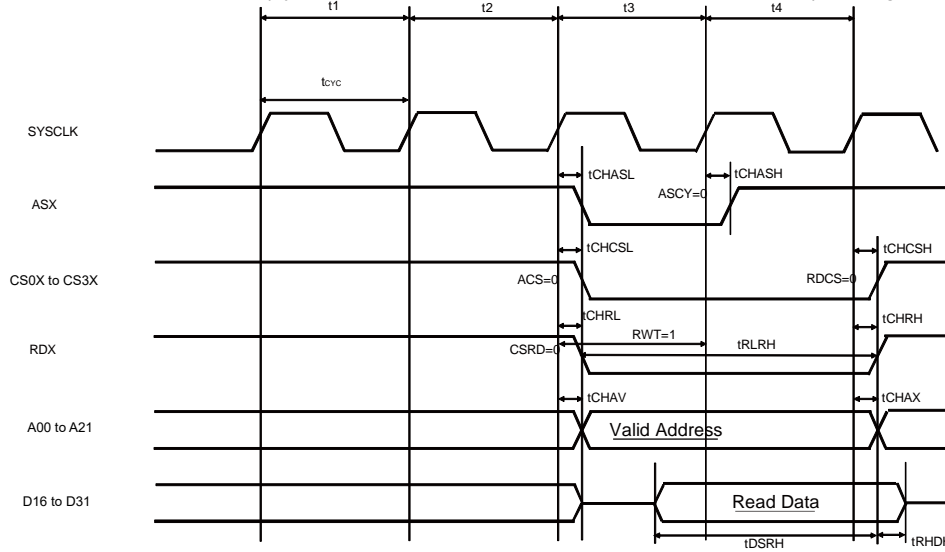 t1 t2 t3 t4
tCYC
SYSCLK
tCHASL tCHASH
ASX ASCY=0
tCHCSL tCHCSH
CS0X to CS3X ACS=0 RDCS=0
tCHRL tCHRH
RWT=1
RDX CSRD=0 tRLRH
tCHAV tCHAX
A00 to A21 Valid Address
D16 to D31 Read Data
tDSRH